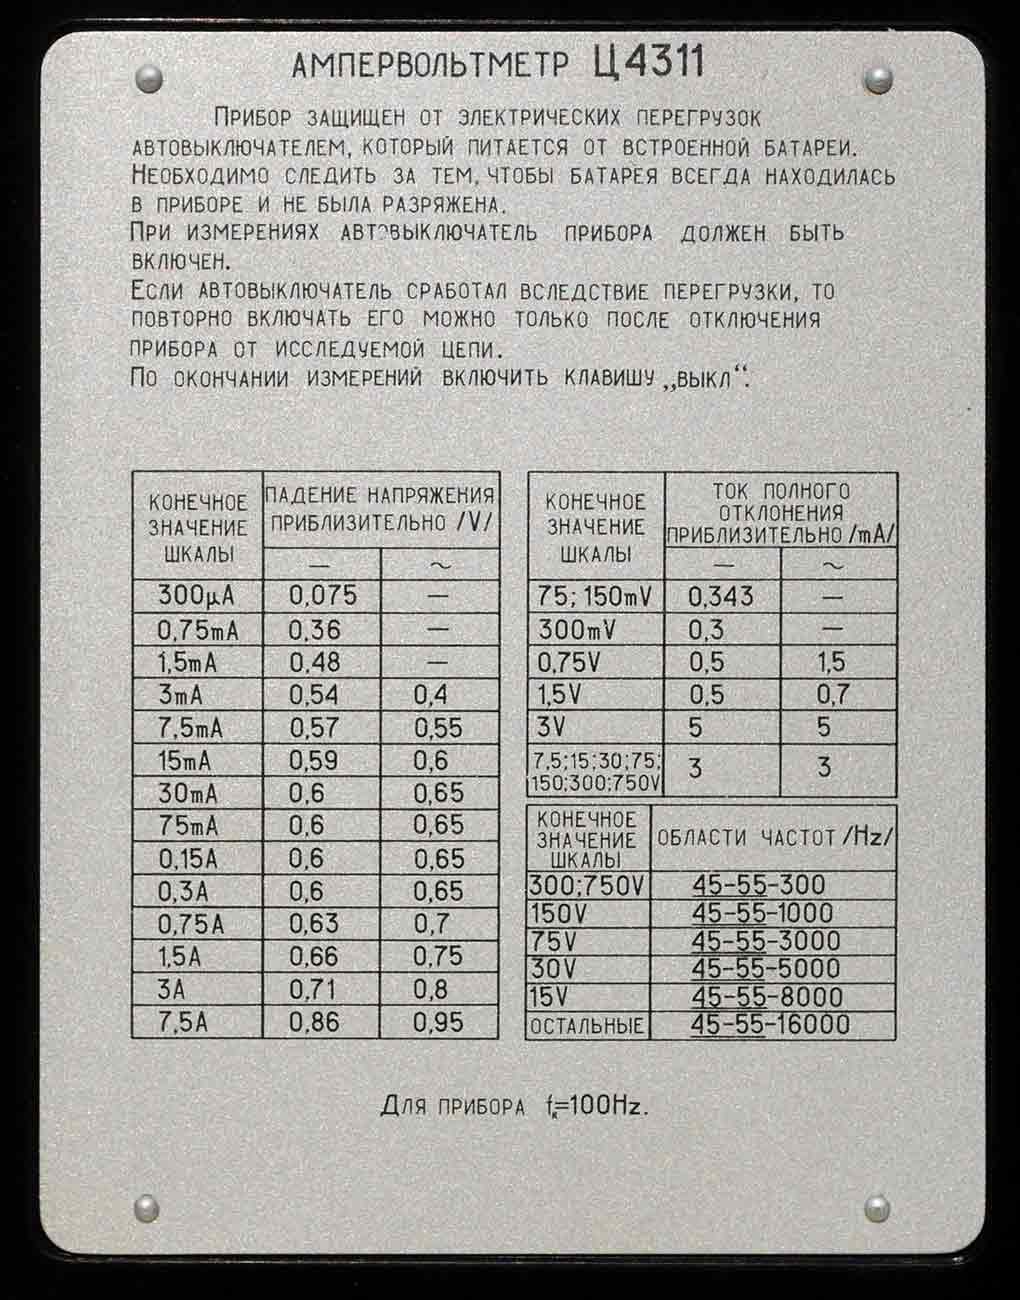 АМПЕРВОЛЬТМЕТР Ц4311
ПРИБОР ЗАЩИЩЕН ОТ ЭЛЕКТРИЧЕСКИХ ПЕРЕГРУЗОК
АВТОВЫКЛЮЧАТЕЛЕМ, КОТОРЫЙ ПИТАЕТСЯ ОТ ВСТРОЕННОЙ БАТАРЕИ.
НЕОБХОДИМО СЛЕДИТЬ ЗА ТЕМ, ЧТОБЫ БАТАРЕЯ ВСЕГДА НАХОДИЛАСЬ
В ПРИБОРЕ И НЕ БЫЛА РАЗРЯЖЕНА.
ПРИ ИЗМЕРЕНИЯХ АВТОВЫКЛЮЧАТЕЛЬ ПРИБОРА ДОЛЖЕН БЫТЬ
ВКЛЮЧЕН.
ЕСЛИ АВТОВЫКЛЮЧАТЕЛЬ СРАБОТАЛ ВСЛЕДСТВИЕ ПЕРЕГРУЗКИ, ТО
ПОВТОРНО ВКЛЮЧАТЬ ЕГО МОЖНО ТОЛЬКО ПОСЛЕ ОТКЛЮЧЕНИЯ
ПРИБОРА ОТ ИССЛЕДУЕМОЙ ЦЕПИ.
ПО ОКОНЧАНИИ ИЗМЕРЕНИЙ ВКЛЮЧИТЬ КЛАВИШУ „ВЫКЛ“.
КОНЕЧНОЕ
ЗНАЧЕНИЕ
ШКАЛЫ
ПАДЕНИЕ НАПРЯЖЕНИЯ
ПРИБЛИЗИТЕЛЬНО /V/
— ~
300µA 0,075 —
0,75mA 0,36 —
1,5mA 0,48 —
3mA 0,54 0,4
7,5mA 0,57 0,55
15mA 0,59 0,6
30mA 0,6 0,65
75mA 0,6 0,65
0,15A 0,6 0,65
0,3A 0,6 0,65
0,75A 0,63 0,7
1,5A 0,66 0,75
3A 0,71 0,8
7,5A 0,86 0,95
КОНЕЧНОЕ
ЗНАЧЕНИЕ
ШКАЛЫ
ТОК ПОЛНОГО
ОТКЛОНЕНИЯ
ПРИБЛИЗИТЕЛЬНО /mA/
— ~
75; 150mV 0,343 —
300mV 0,3 —
0,75V 0,5 1,5
1,5V 0,5 0,7
3V 5 5
7,5;15;30;75;
150;300;750V 3 3
КОНЕЧНОЕ
ЗНАЧЕНИЕ
ШКАЛЫ
ОБЛАСТИ ЧАСТОТ /Hz/
300;750V 45-55-300
150V 45-55-1000
75V 45-55-3000
30V 45-55-5000
15V 45-55-8000
ОСТАЛЬНЫЕ 45-55-16000
ДЛЯ ПРИБОРА fк=100Hz.